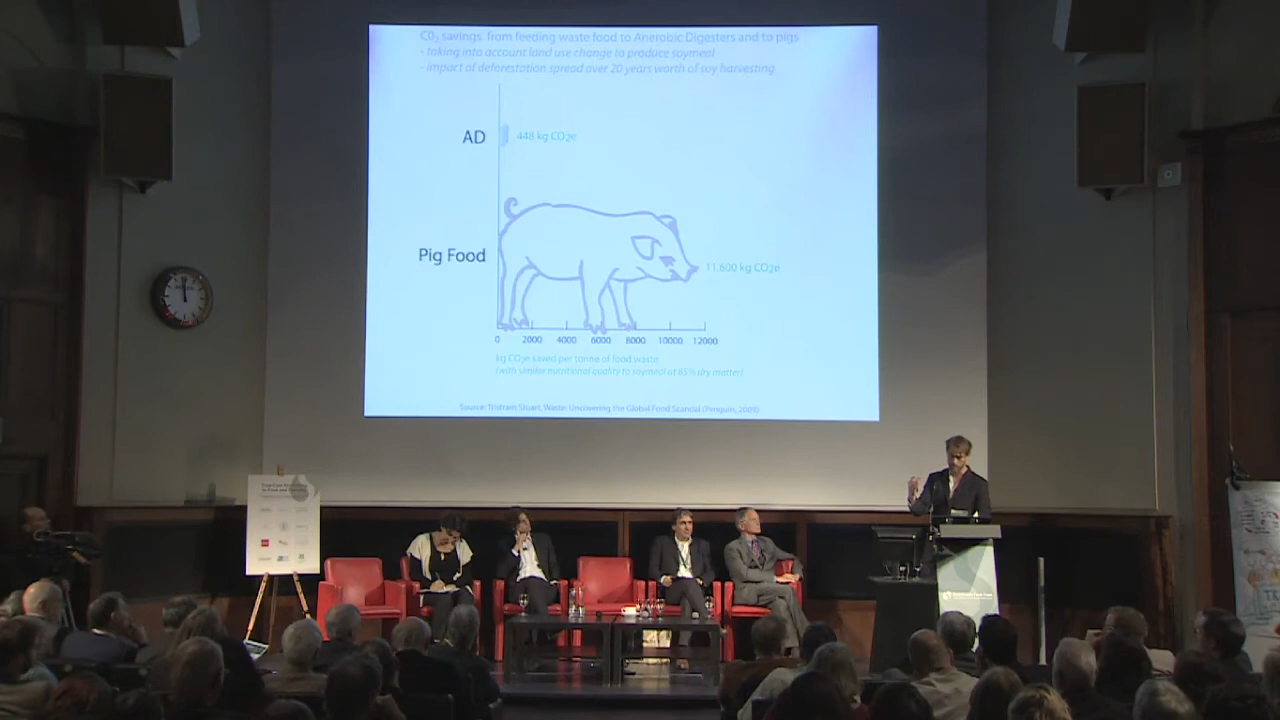 C0₂ savings from feeding waste food to Anerobic Digesters and to pigs
- taking into account land use change to produce soymeal
- impact of deforestation spread over 20 years worth of soy harvesting
AD
448 kg CO2e
Pig Food
11,600 kg CO2e
0 2000 4000 6000 8000 10000 12000
kg CO2e saved per tonne of food waste
(with similar nutritional quality to soymeal at 85% dry matter)
Source: Tristram Stuart, Waste: Uncovering the Global Food Scandal (Penguin, 2009)